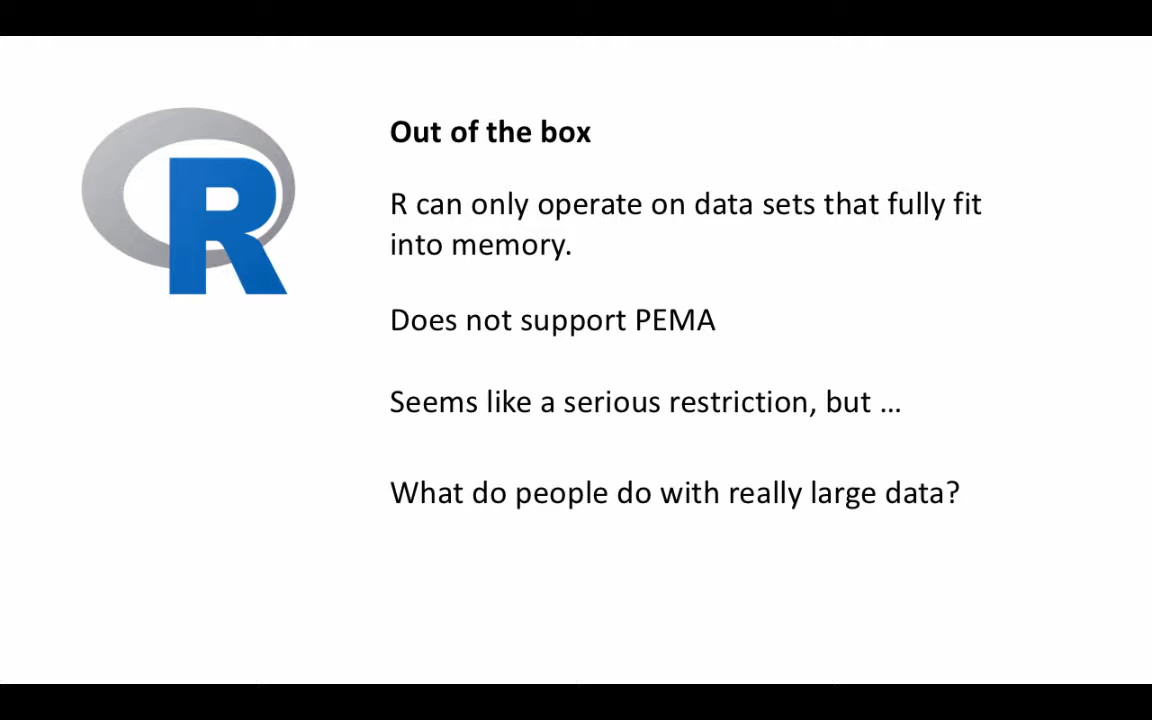 R
Out of the box
R can only operate on data sets that fully fit
into memory.
Does not support PEMA
Seems like a serious restriction, but ...
What do people do with really large data?